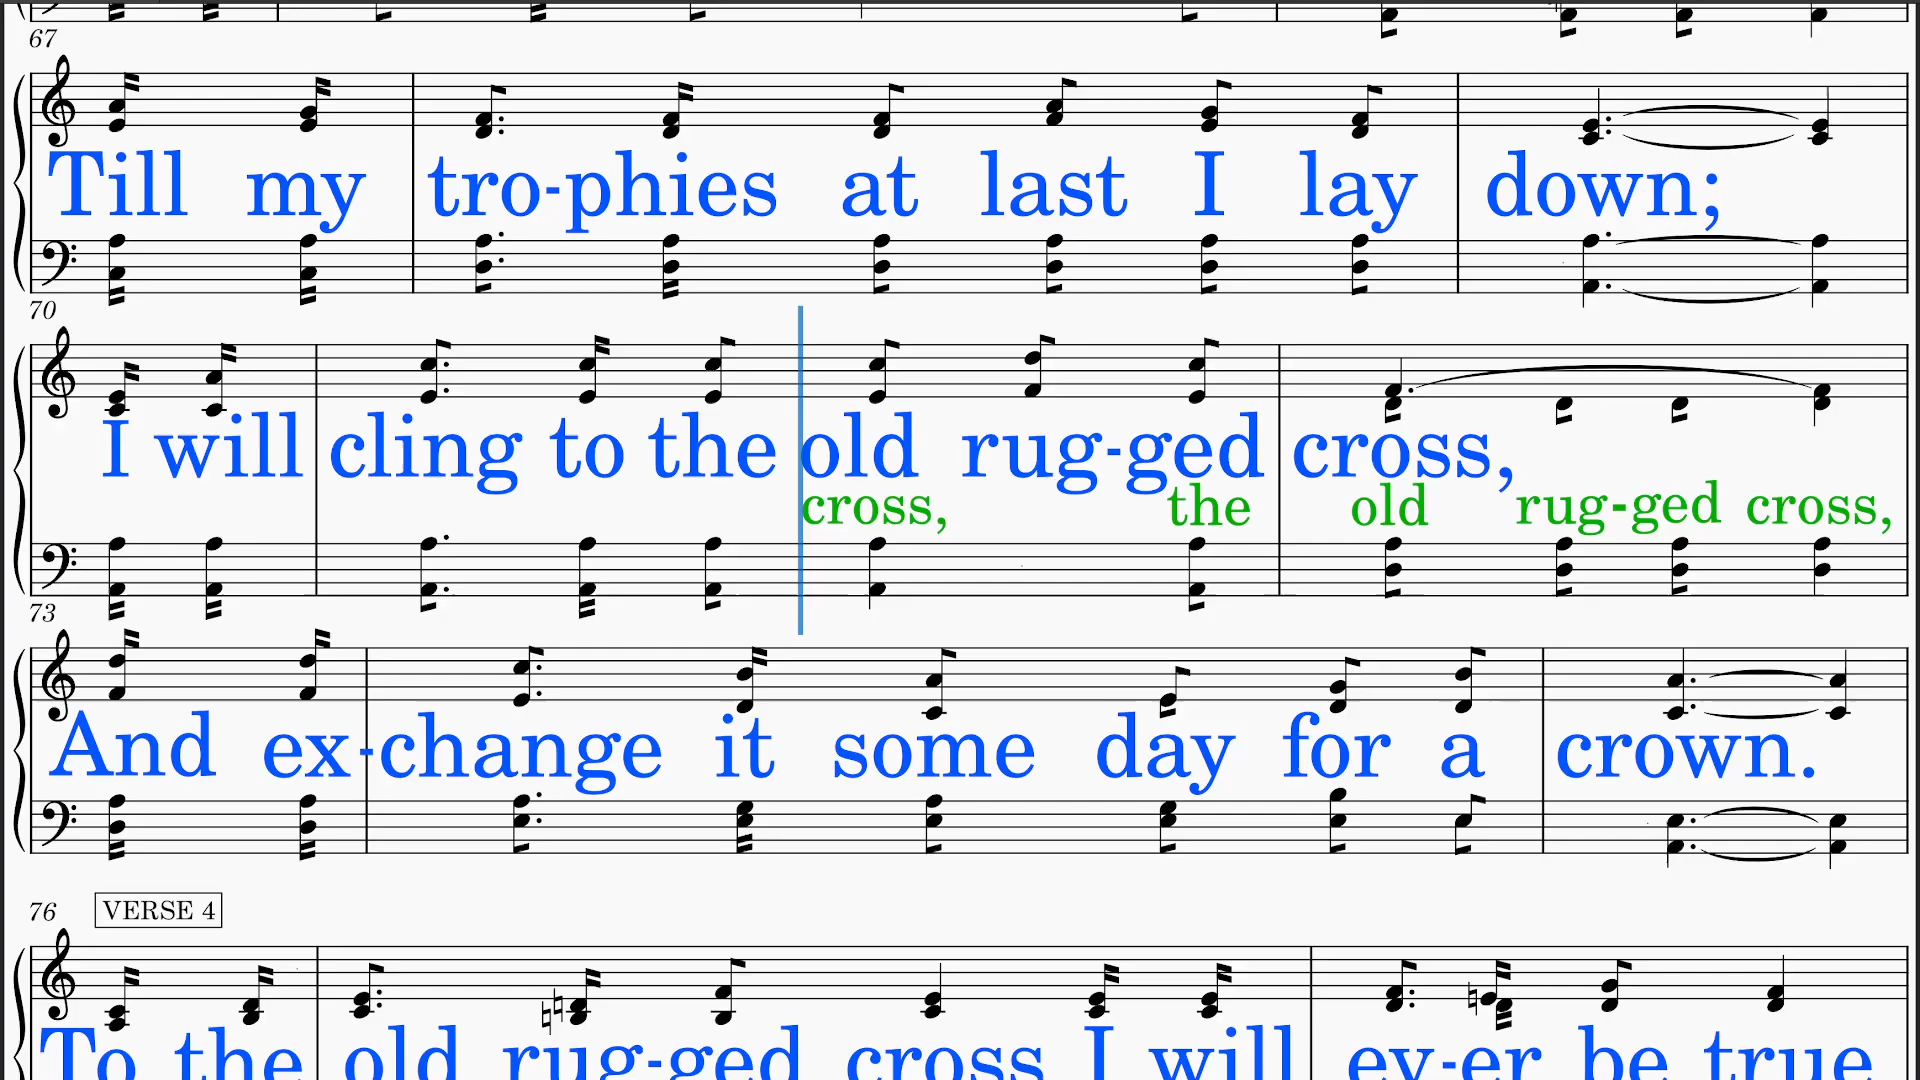 67
Till my tro-phies at last I lay down;
70
I will cling to the old rug-ged cross,
cross, the old rug-ged cross,
73
And ex-change it some day for a crown.
76 VERSE 4
To the old rug-ged cross I will ev-er be true